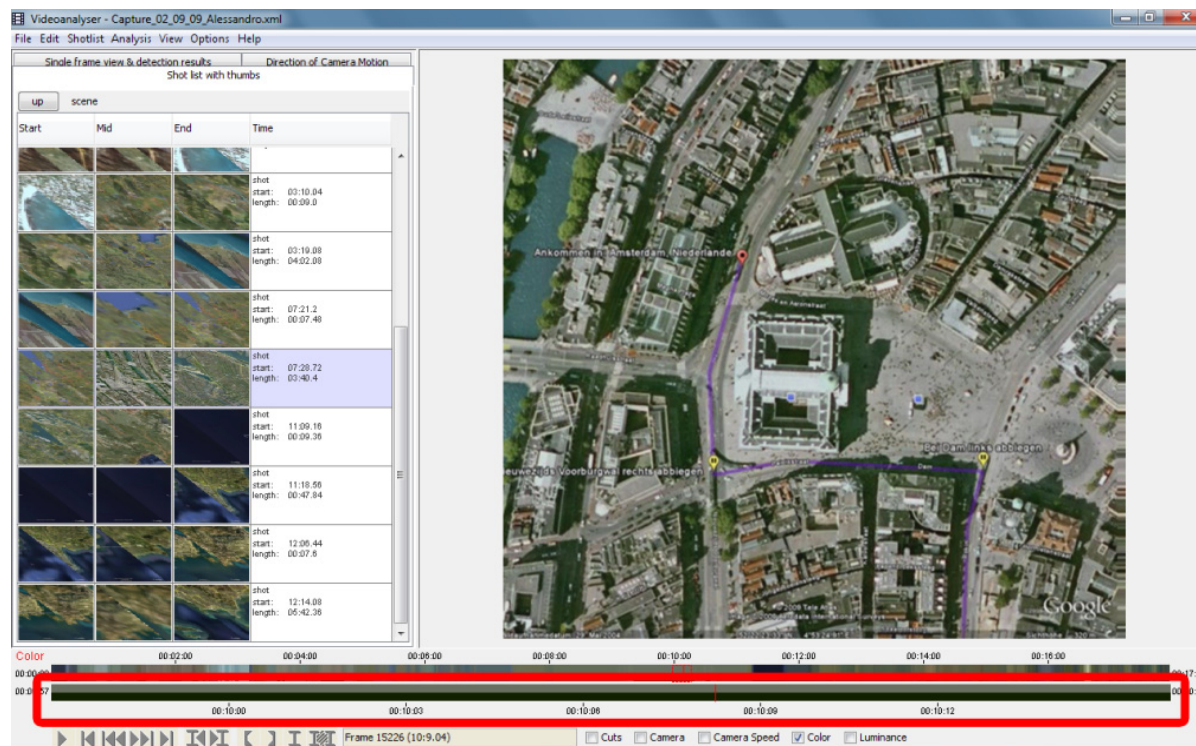 Videoanalyser - Capture_02_09_09_Alessandro.xml
File Edit Shotlist Analysis View Options Help
Single frame view & detection results
Direction of Camera Motion
Shot list with thumbs
up scene
Start Mid End Time
shot
start: 03:10.04
length: 00:09.0
shot
start: 03:19.08
length: 04:02.08
shot
start: 07:21.2
length: 00:07.48
shot
start: 07:28.72
length: 03:40.4
shot
start: 11:09.16
length: 00:09.36
shot
start: 11:18.56
length: 00:47.84
shot
start: 12:06.44
length: 00:07.6
shot
start: 12:14.08
length: 05:42.36
Ankommen in Amsterdam, Niederlande
Bei Dam links abbiegen
Voorburgwal rechts abbiegen
Dam
Google
Color
00:02:00 00:04:00 00:06:00 00:08:00 00:10:00 00:12:00 00:14:00 00:16:00
00:10:00 00:10:03 00:10:06 00:10:09 00:10:12
Frame 15226 (10:9.04)
Cuts Camera Camera Speed Color Luminance